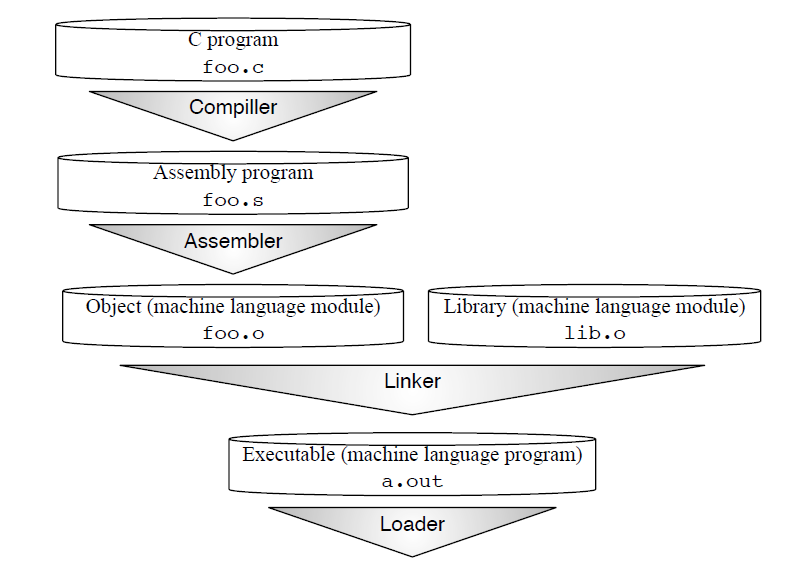 C program
foo.c
Compiller
Assembly program
foo.s
Assembler
Object (machine language module)
foo.o
Library (machine language module)
lib.o
Linker
Executable (machine language program)
a.out
Loader